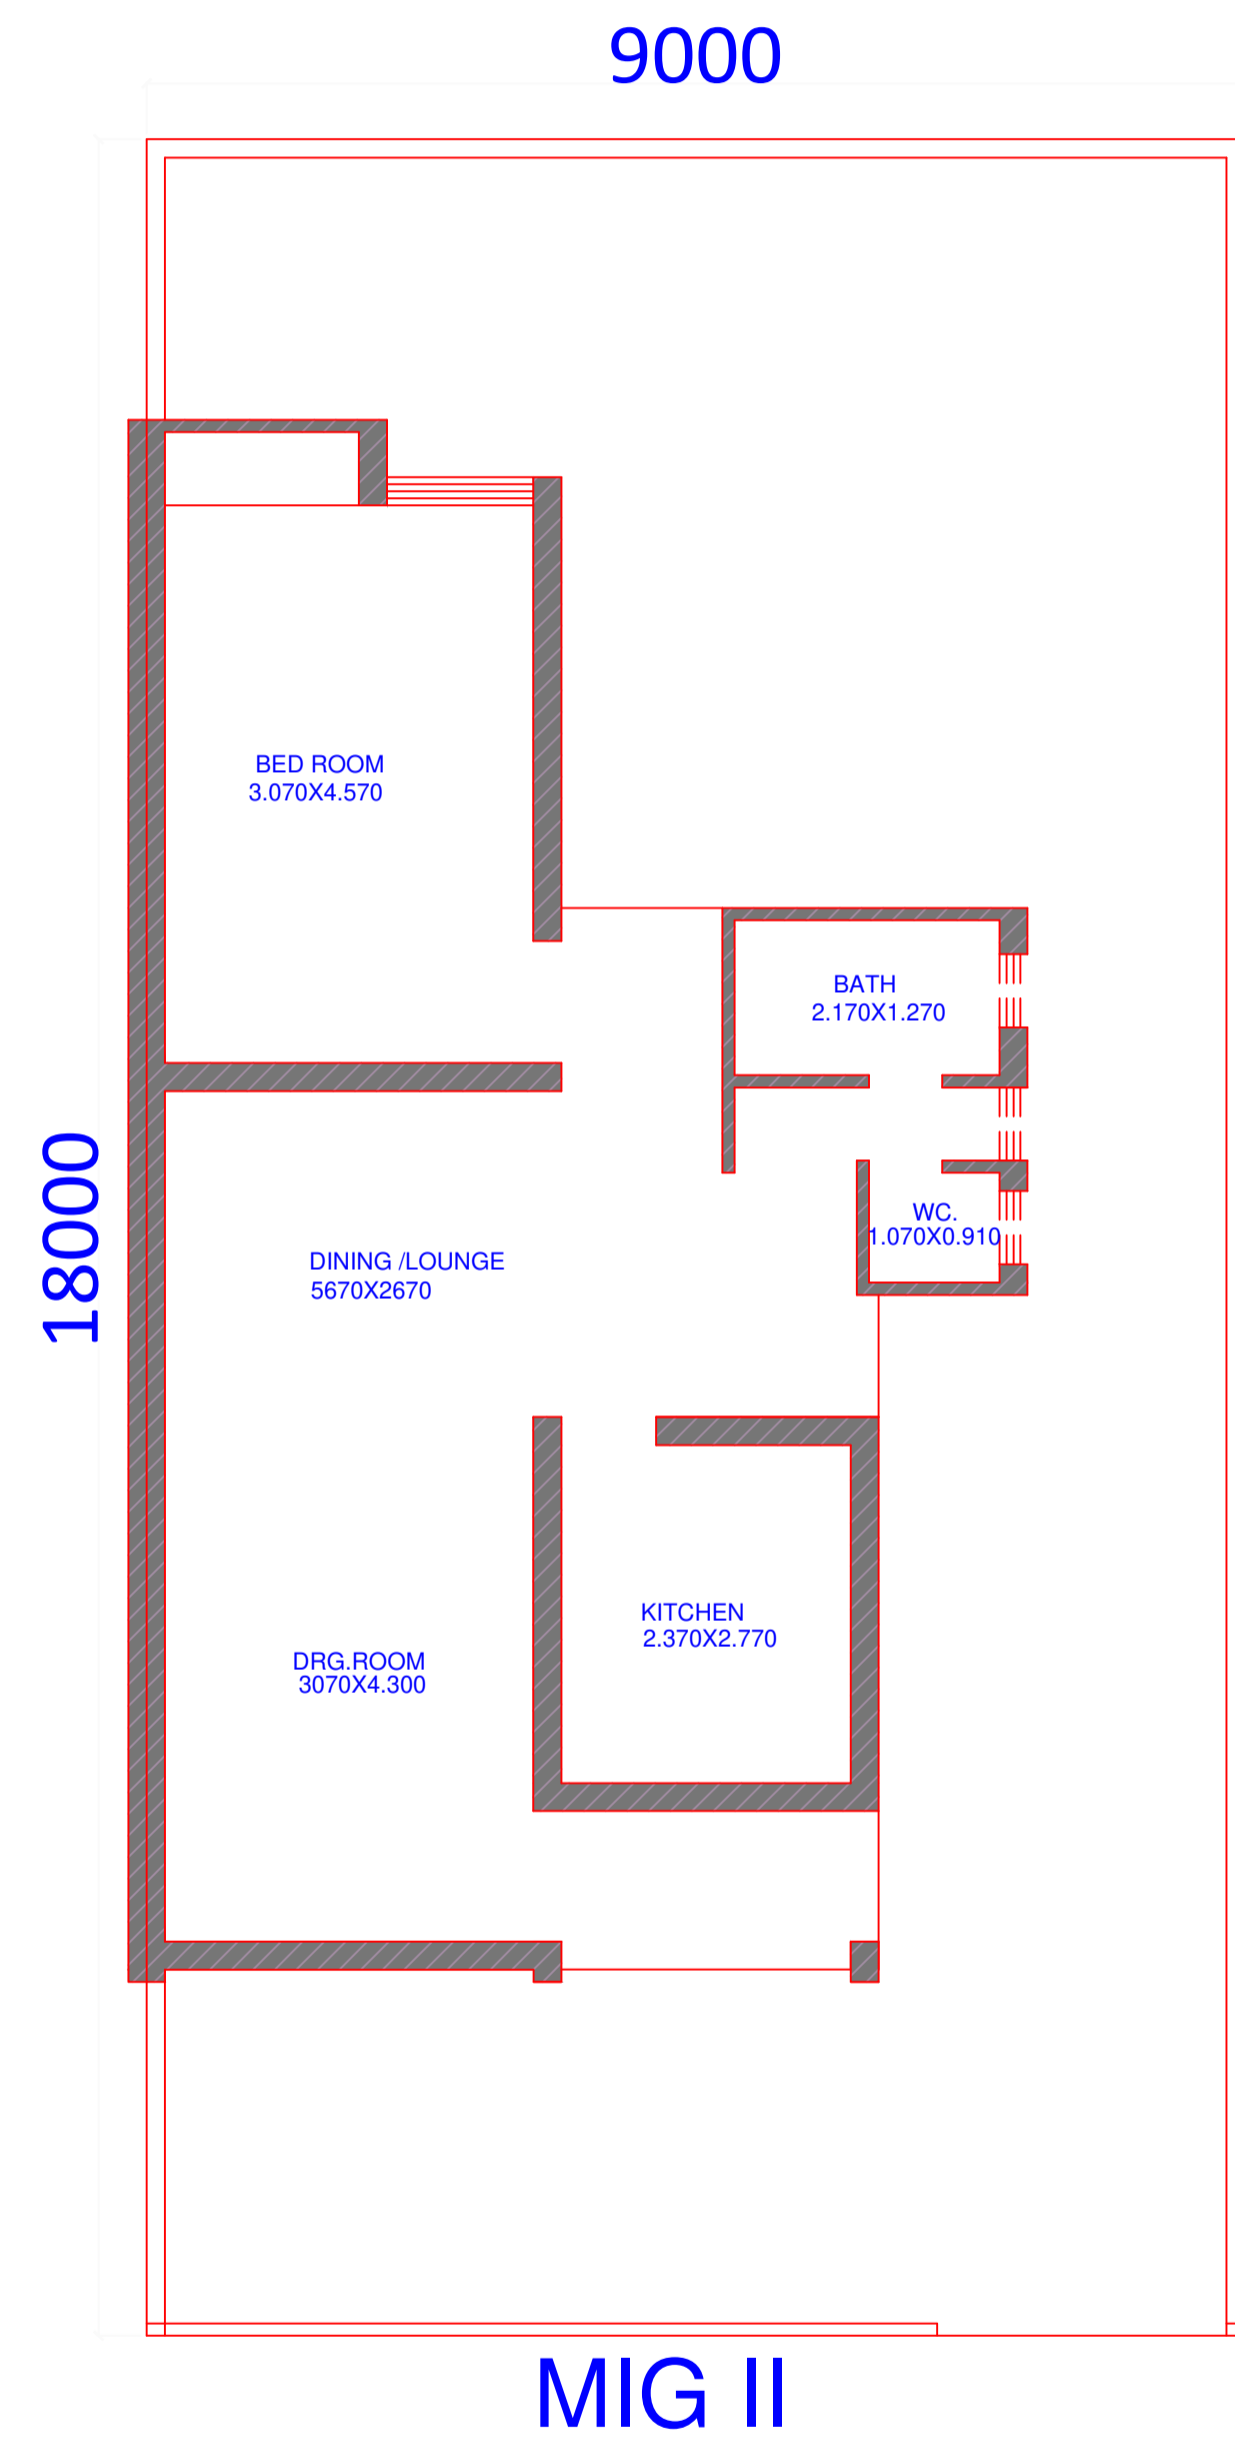 9000
BED ROOM
3.070X4.570
BATH
2.170X1.270
18000
WC.
1.070X0.910
DINING /LOUNGE
5670X2670
KITCHEN
2.370X2.770
DRG.ROOM
3070X4.300
MIG II